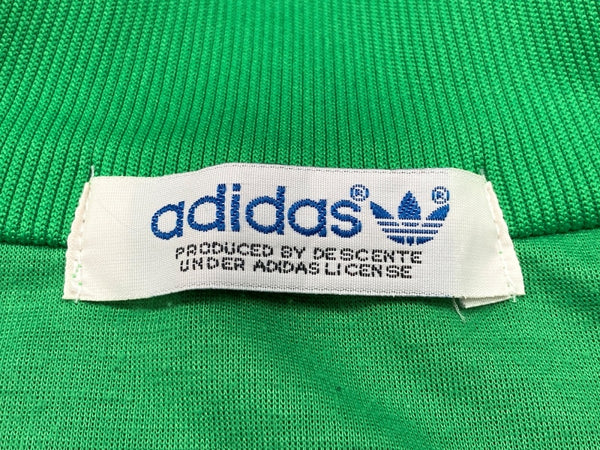 adidas®®
PRODUCED BY DESCENTE
UNDER ADIDAS LICENSE